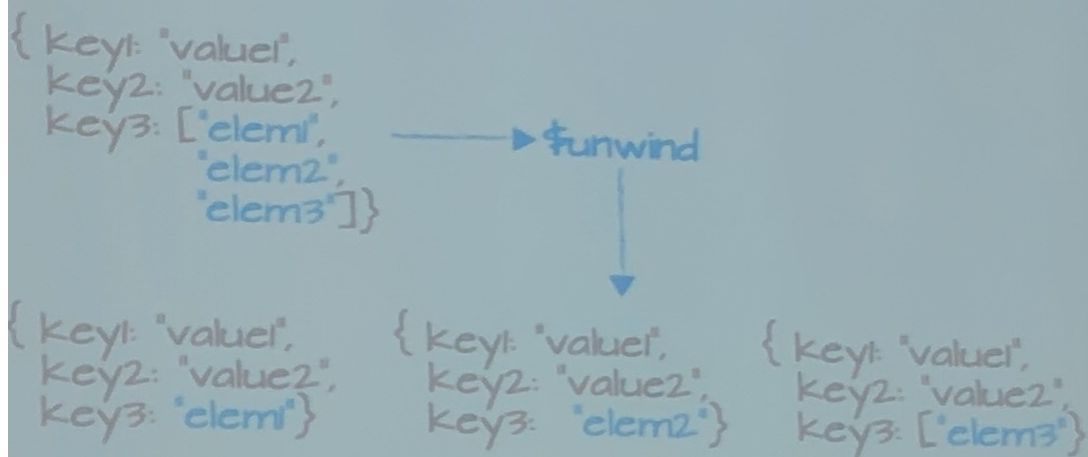 { key1: "value1",
key2: "value2",
key3: ["elem1",
"elem2",
"elem3"]}
$unwind
{ key1: "value1",
key2: "value2",
key3: "elem1"}
{ key1: "value1",
key2: "value2",
key3: "elem2"}
{ key1: "value1",
key2: "value2",
key3: ["elem3"}